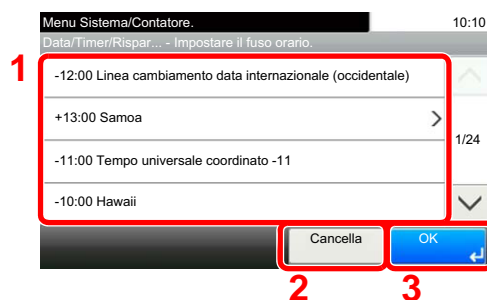 Menu Sistema/Contatore.
10:10
Data/Timer/Rispar... - Impostare il fuso orario.
1
-12:00 Linea cambiamento data internazionale (occidentale)
+13:00 Samoa
1/24
-11:00 Tempo universale coordinato -11
-10:00 Hawaii
Cancella
OK
2
3